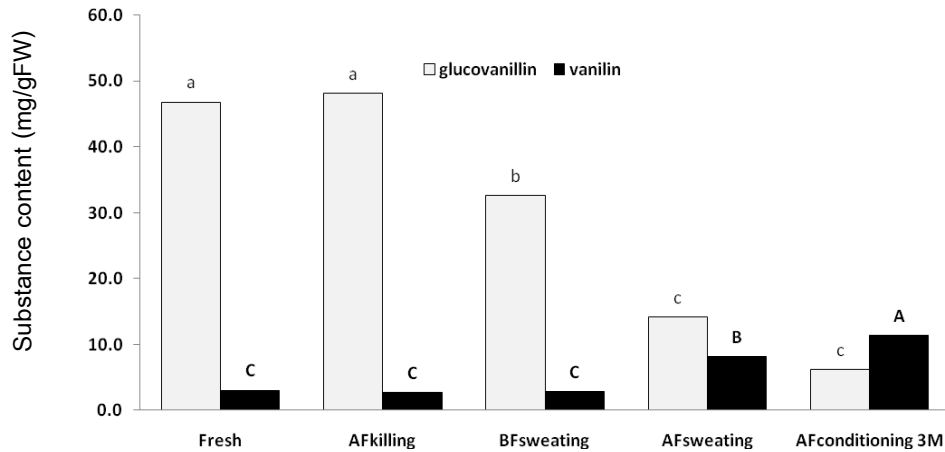 Substance content (mg/gFW)
60.0
50.0
40.0
30.0
20.0
10.0
0.0
glucovanillin vanilin
a a b c c
C C C B A
Fresh AFkilling BFsweating AFsweating AFconditioning 3M